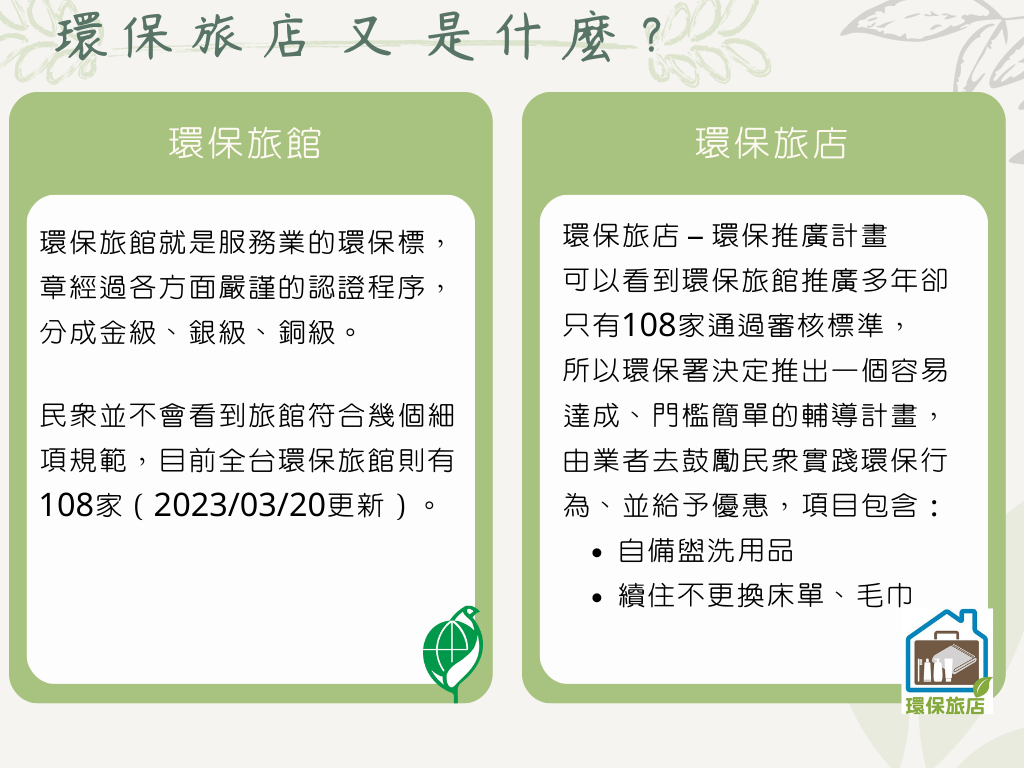 環保旅店又是什麼？
環保旅館
環保旅館就是服務業的環保標，
章經過各方面嚴謹的認證程序，
分成金級、銀級、銅級。
民眾並不會看到旅館符合幾個細
項規範，目前全台環保旅館則有
108家（2023/03/20更新）。
環保旅店
環保旅店 – 環保推廣計畫
可以看到環保旅館推廣多年卻
只有108家通過審核標準，
所以環保署決定推出一個容易
達成、門檻簡單的輔導計畫，
由業者去鼓勵民眾實踐環保行
為、並給予優惠，項目包含：
• 自備盥洗用品
• 續住不更換床單、毛巾
環保旅店